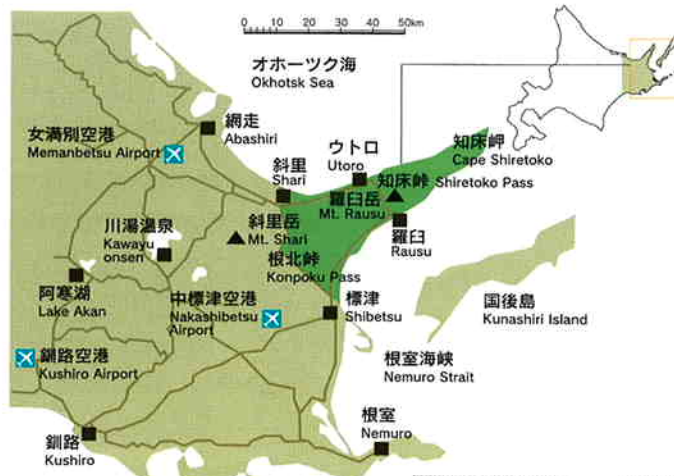 0 10 20 30 40 50km
オホーツク海
Okhotsk Sea
網走
Abashiri
女満別空港
Memanbetsu Airport
ウトロ
Utoro
知床岬
Cape Shiretoko
斜里
Shari
知床峠 Shiretoko Pass
羅臼岳
Mt. Rausu
川湯温泉
Kawayu
onsen
斜里岳
Mt. Shari
羅臼
Rausu
根北峠
Konpoku Pass
阿寒湖
Lake Akan
中標津空港
Nakashibetsu
Airport
標津
Shibetsu
国後島
Kunashiri Island
釧路空港
Kushiro Airport
根室海峡
Nemuro Strait
釧路
Kushiro
根室
Nemuro